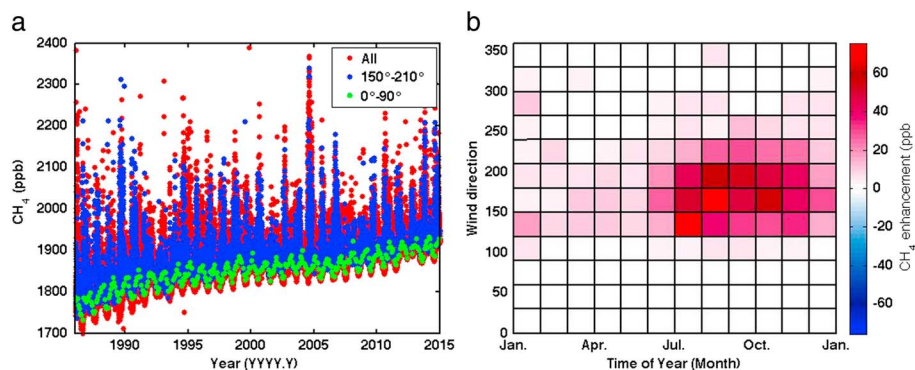 a
2400
2300
2200
2100
2000
1900
1800
1700
CH4 (ppb)
All
150°-210°
0°-90°
1990
1995
2000
2005
2010
2015
Year (YYYY.Y)
b
350
300
250
200
150
100
50
0
Wind direction
Jan.
Apr.
Jul.
Oct.
Jan.
Time of Year (Month)
60
40
20
0
-20
-40
-60
CH4 enhancement (ppb